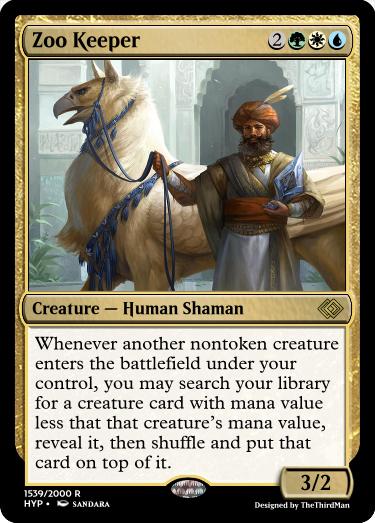 Zoo Keeper 2
Creature — Human Shaman
Whenever another nontoken creature
enters the battlefield under your
control, you may search your library
for a creature card with mana value
less that that creature's mana value,
reveal it, then shuffle and put that
card on top of it.
3/2
1539/2000 R
HYP • SANDARA
Designed by TheThirdMan